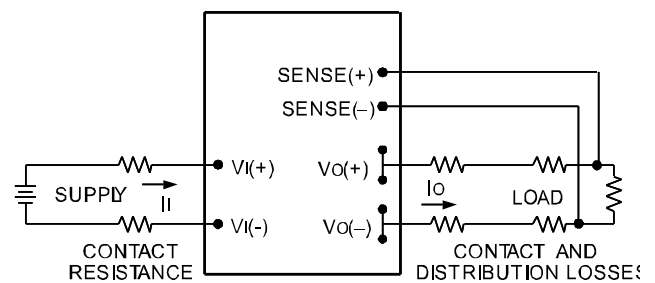 SENSE(+)
SENSE(–)
VI(+)
VO(+)
SUPPLY
II
IO
LOAD
VI(-)
VO(–)
CONTACT
RESISTANCE
CONTACT AND
DISTRIBUTION LOSSES